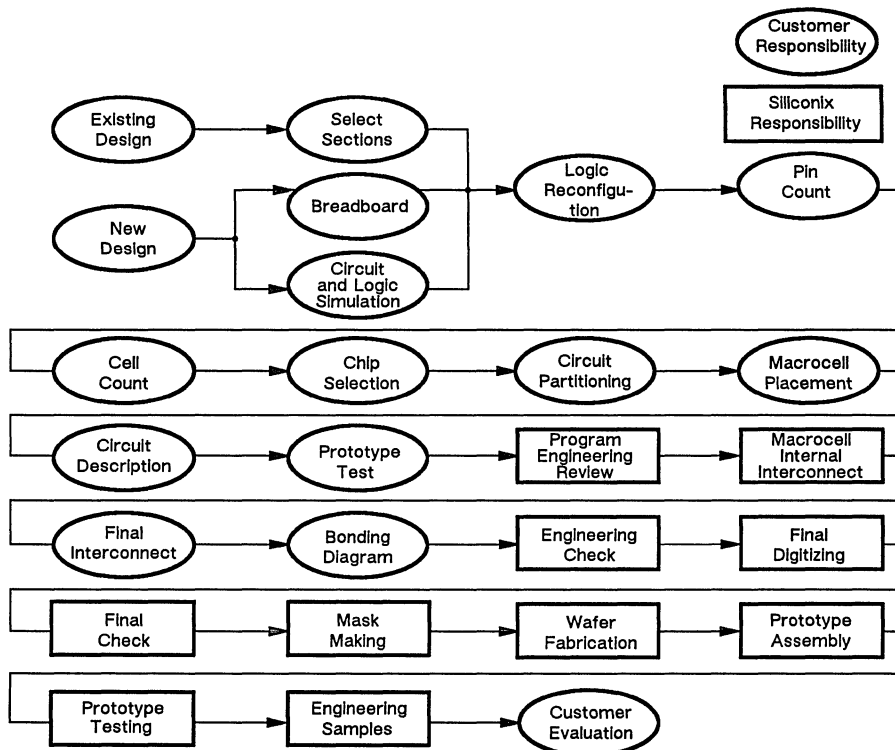 Customer
Responsibility
Siliconix
Responsibility
Existing
Design
Select
Sections
New
Design
Breadboard
Circuit
and Logic
Simulation
Logic
Reconfigu-
tion
Pin
Count
Cell
Count
Chip
Selection
Circuit
Partitioning
Macrocell
Placement
Circuit
Description
Prototype
Test
Program
Engineering
Review
Macrocell
Internal
Interconnect
Final
Interconnect
Bonding
Diagram
Engineering
Check
Final
Digitizing
Final
Check
Mask
Making
Wafer
Fabrication
Prototype
Assembly
Prototype
Testing
Engineering
Samples
Customer
Evaluation